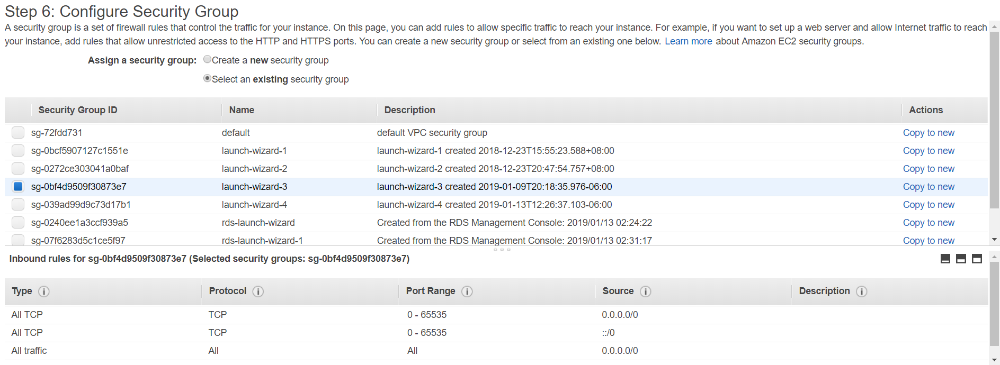 Step 6: Configure Security Group
A security group is a set of firewall rules that control the traffic for your instance. On this page, you can add rules to allow specific traffic to reach your instance. For example, if you want to set up a web server and allow Internet traffic to reach
your instance, add rules that allow unrestricted access to the HTTP and HTTPS ports. You can create a new security group or select from an existing one below. Learn more about Amazon EC2 security groups.
Assign a security group: Create a new security group
Select an existing security group
Security Group ID Name Description Actions
sg-72fdd731 default default VPC security group Copy to new
sg-0bcf5907127c1551e launch-wizard-1 launch-wizard-1 created 2018-12-23T15:55:23.588+08:00 Copy to new
sg-0272ce303041a0baf launch-wizard-2 launch-wizard-2 created 2018-12-23T20:47:54.757+08:00 Copy to new
sg-0bf4d9509f30873e7 launch-wizard-3 launch-wizard-3 created 2019-01-09T20:18:35.976-06:00 Copy to new
sg-039ad99d9c73d17b1 launch-wizard-4 launch-wizard-4 created 2019-01-13T12:26:37.103-06:00 Copy to new
sg-0240ee1a3ccf939a5 rds-launch-wizard Created from the RDS Management Console: 2019/01/13 02:24:22 Copy to new
sg-07f6283d5c1ce5f97 rds-launch-wizard-1 Created from the RDS Management Console: 2019/01/13 02:31:17 Copy to new
Inbound rules for sg-0bf4d9509f30873e7 (Selected security groups: sg-0bf4d9509f30873e7)
Type i Protocol i Port Range i Source i Description i
All TCP TCP 0 - 65535 0.0.0.0/0
All TCP TCP 0 - 65535 ::/0
All traffic All All 0.0.0.0/0